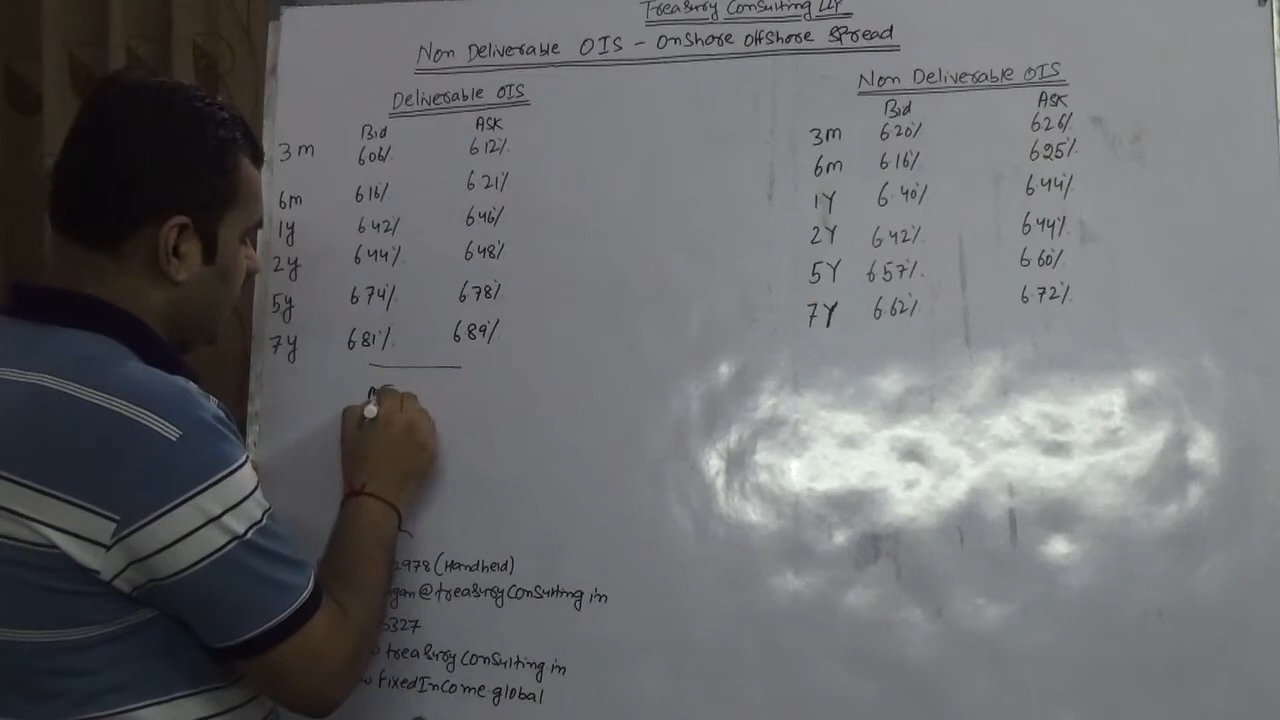 Treasury Consulting LLP
Non Deliverable OIS - Onshore Offshore Spread
Deliverable OIS
Bid ASK
3m 6.06% 6.12%
6m 6.16% 6.21%
1y 6.42% 6.46%
2y 6.44% 6.48%
5y 6.74% 6.78%
7y 6.81% 6.89%
Non Deliverable OIS
Bid ASK
3m 6.20% 6.26%
6m 6.16% 6.25%
1Y 6.40% 6.44%
2Y 6.42% 6.44%
5Y 6.57% 6.60%
7Y 6.62% 6.72%
2978 (Handheld)
gan@treasuryconsulting in
6327
treasuryconsulting in
fixedIncome.global